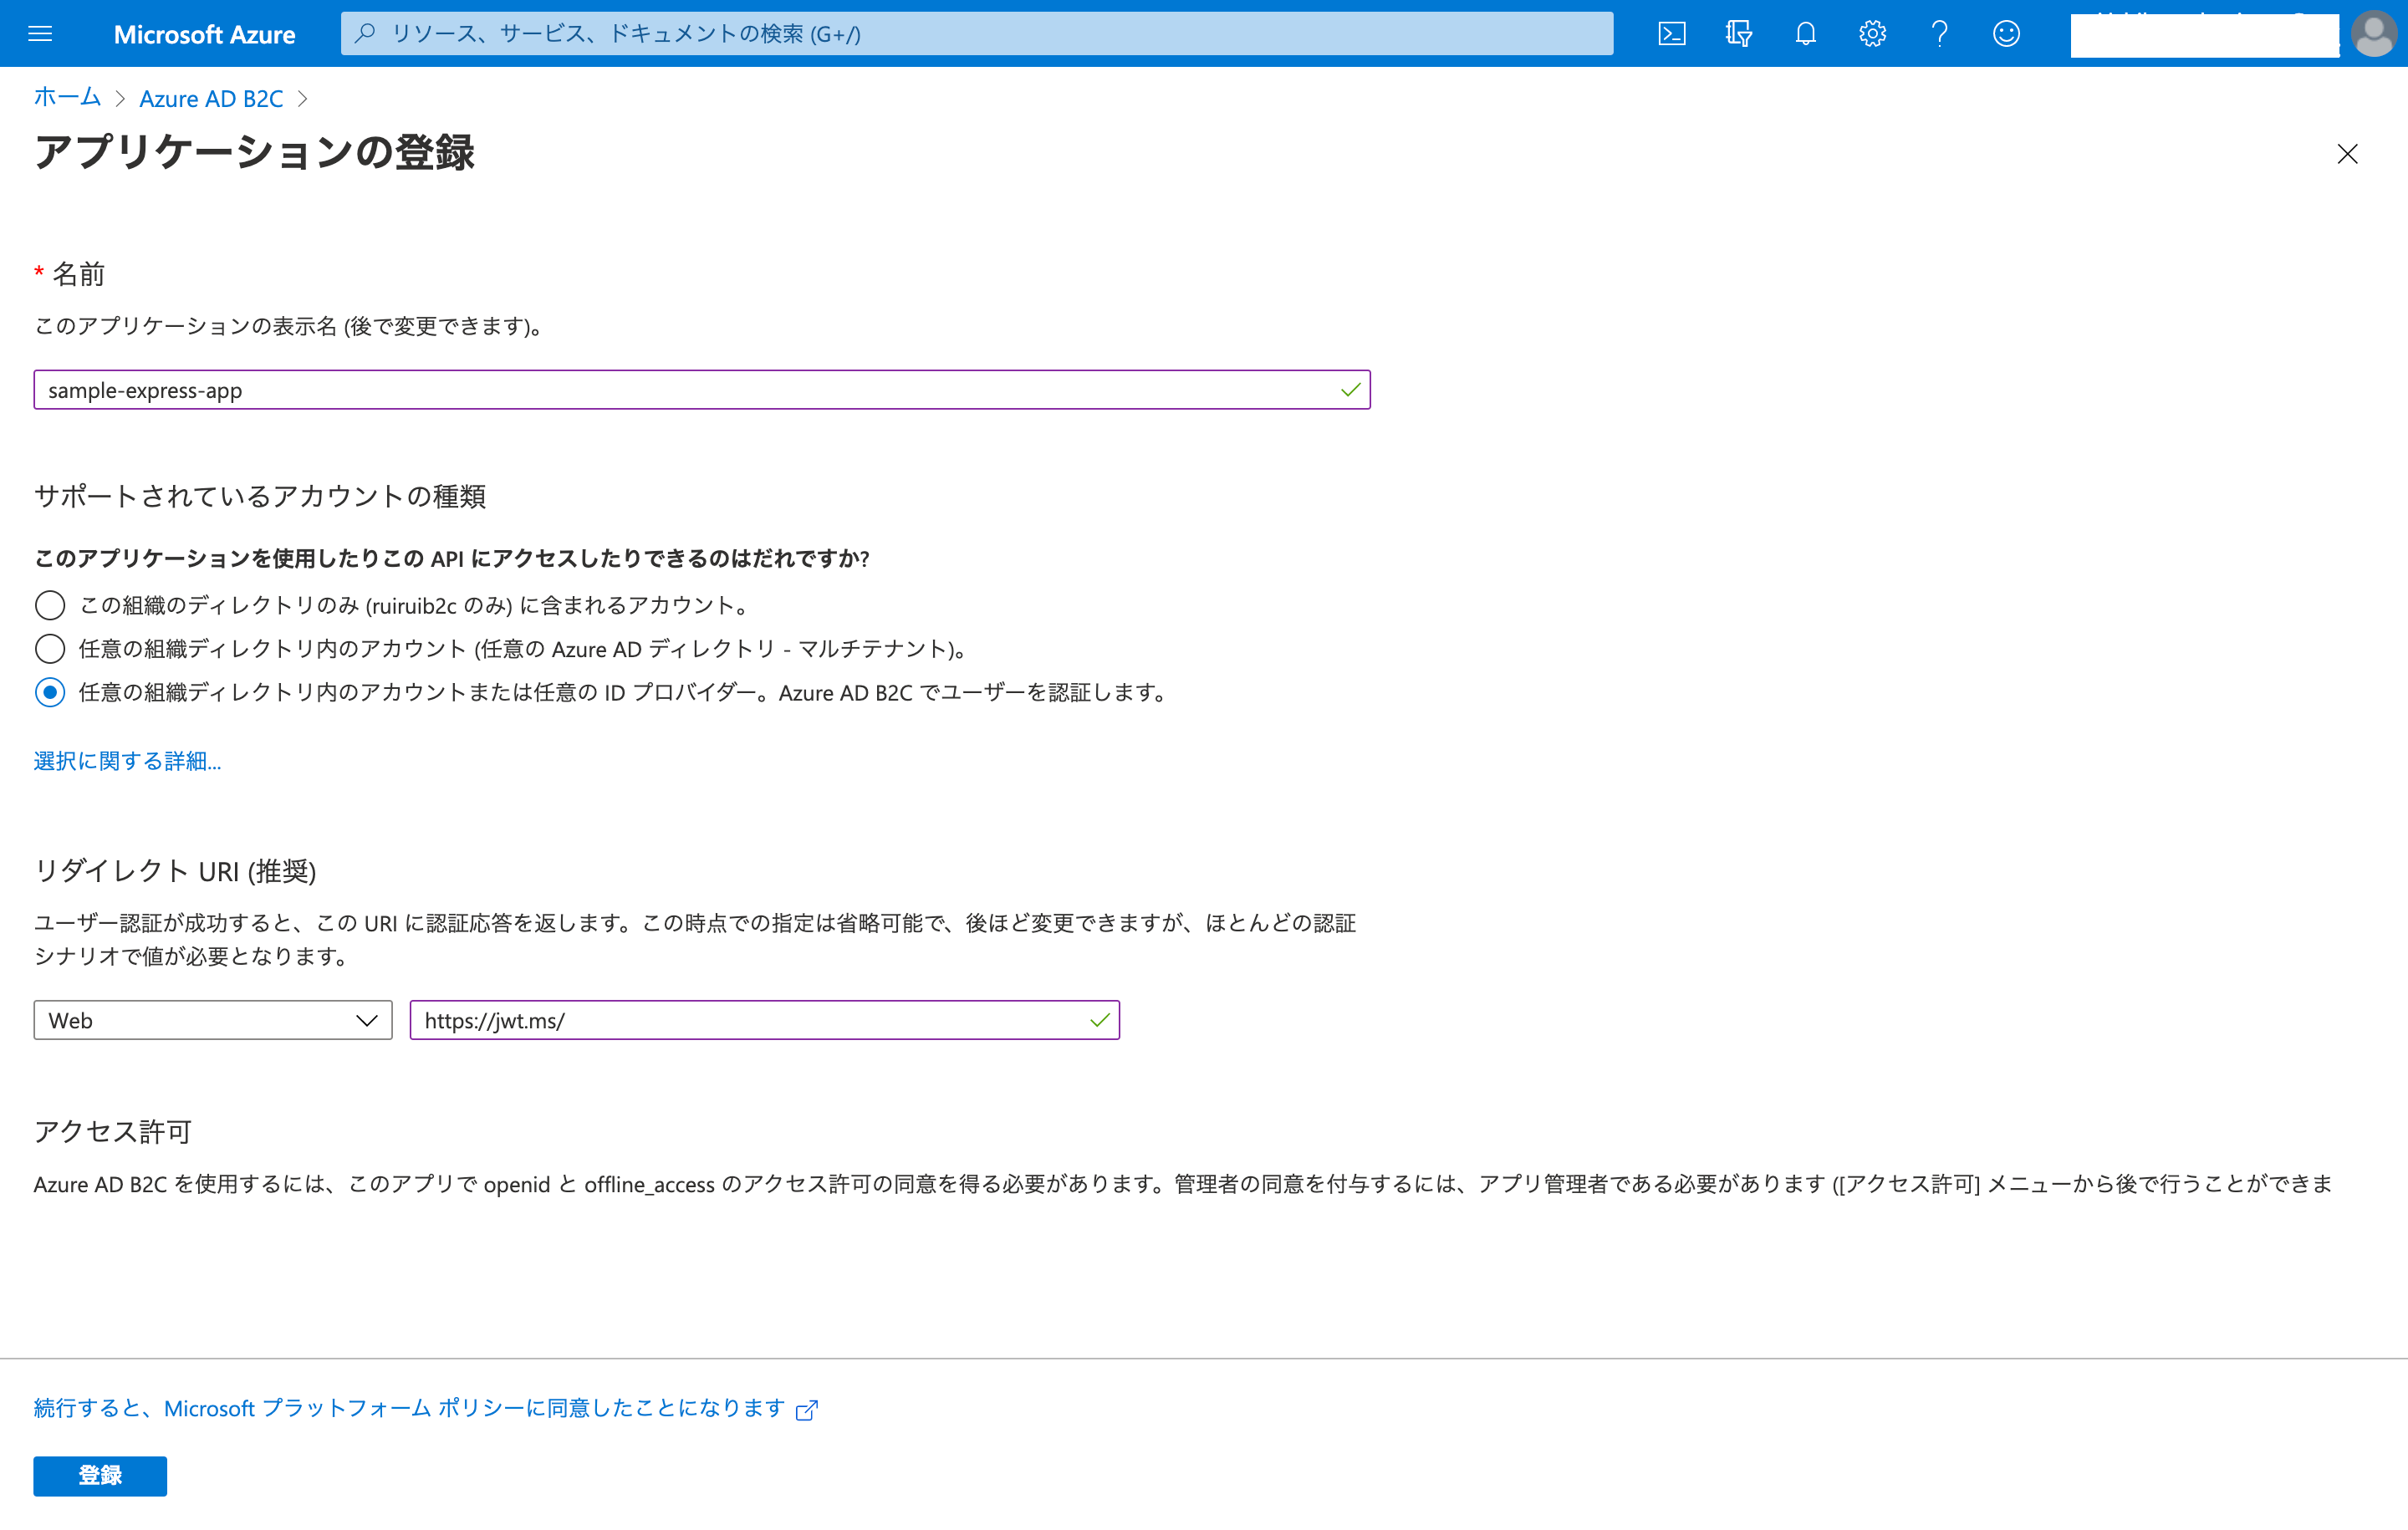 Microsoft Azure
リソース、サービス、ドキュメントの検索 (G+/)
ホーム > Azure AD B2C >
アプリケーションの登録
* 名前
このアプリケーションの表示名 (後で変更できます)。
sample-express-app
サポートされているアカウントの種類
このアプリケーションを使用したりこの API にアクセスしたりできるのはだれですか?
この組織のディレクトリのみ (ruiruib2c のみ) に含まれるアカウント。
任意の組織ディレクトリ内のアカウント (任意の Azure AD ディレクトリ - マルチテナント)。
任意の組織ディレクトリ内のアカウントまたは任意の ID プロバイダー。Azure AD B2C でユーザーを認証します。
選択に関する詳細...
リダイレクト URI (推奨)
ユーザー認証が成功すると、この URI に認証応答を返します。この時点での指定は省略可能で、後ほど変更できますが、ほとんどの認証
シナリオで値が必要となります。
Web
https://jwt.ms/
アクセス許可
Azure AD B2C を使用するには、このアプリで openid と offline_access のアクセス許可の同意を得る必要があります。管理者の同意を付与するには、アプリ管理者である必要があります ([アクセス許可] メニューから後で行うことができま
続行すると、Microsoft プラットフォーム ポリシーに同意したことになります
登録